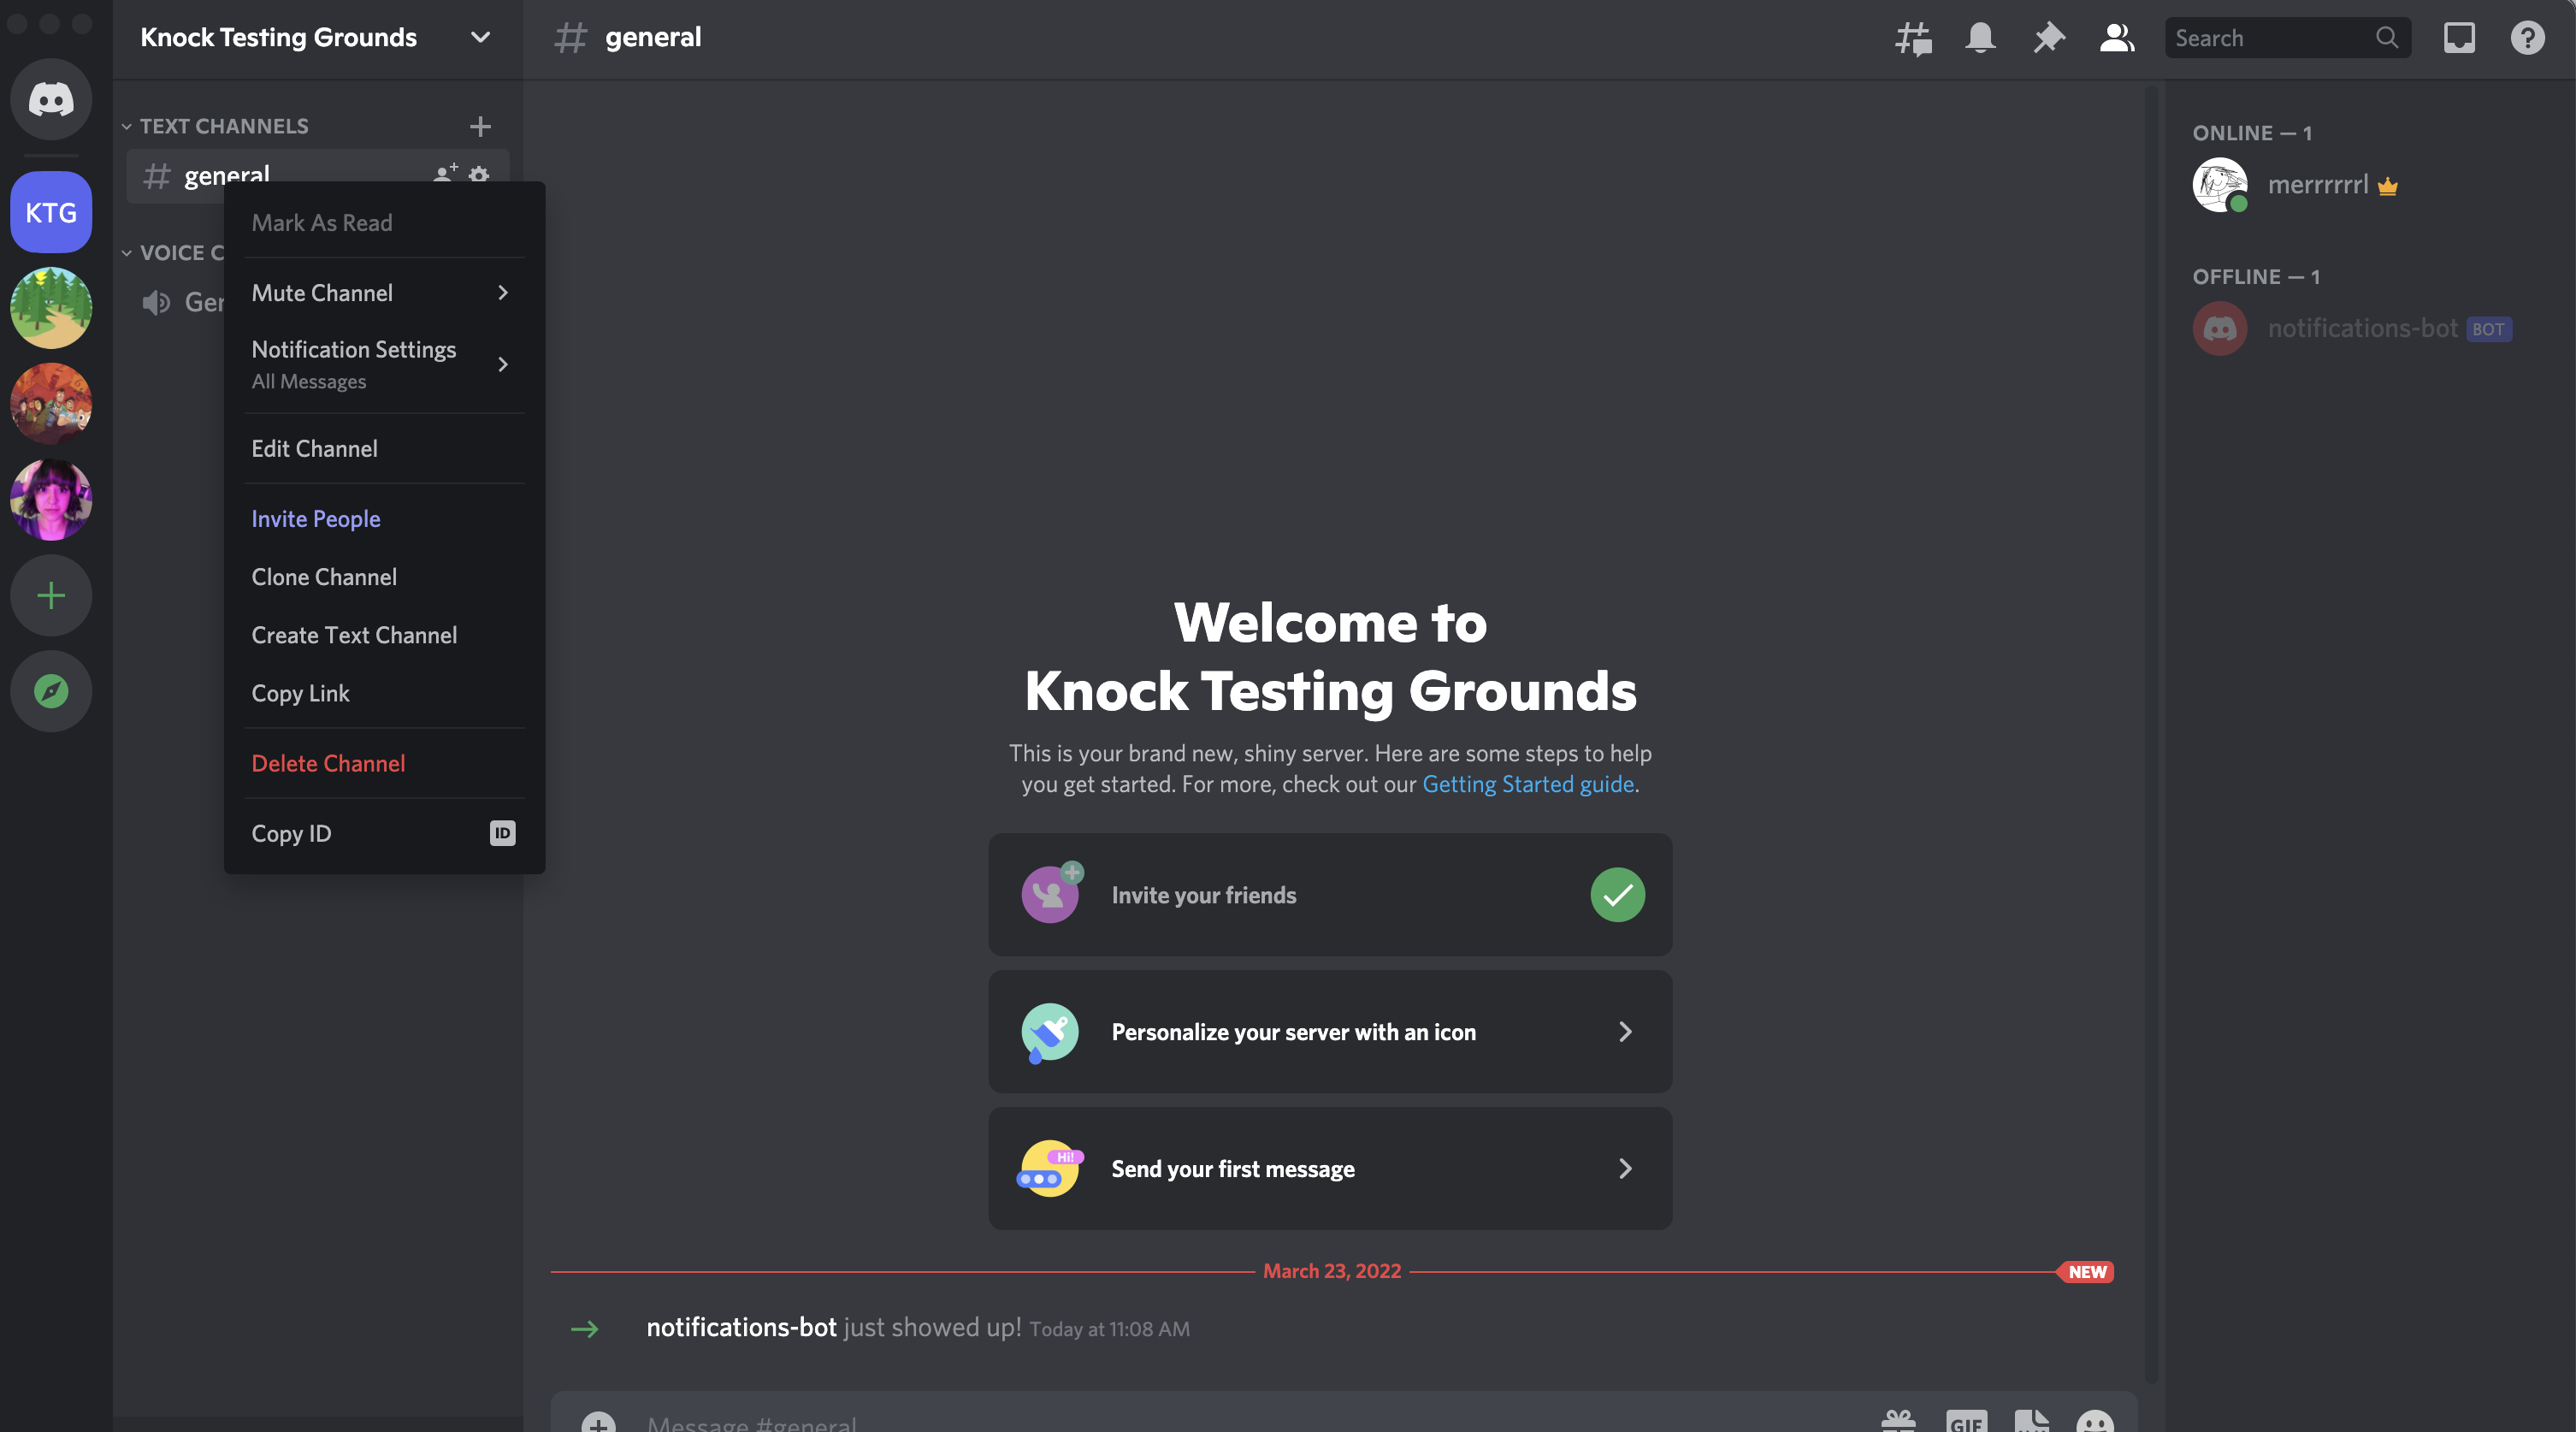 Knock Testing Grounds
general
Search
TEXT CHANNELS
general
KTG
VOICE C
Ger
Mark As Read
Mute Channel
Notification Settings
All Messages
Edit Channel
Invite People
Clone Channel
Create Text Channel
Copy Link
Delete Channel
Copy ID
ID
Welcome to
Knock Testing Grounds
This is your brand new, shiny server. Here are some steps to help
you get started. For more, check out our Getting Started guide.
Invite your friends
Personalize your server with an icon
Hi!
Send your first message
March 23, 2022
NEW
notifications-bot just showed up! Today at 11:08 AM
Message #general
GIF
ONLINE — 1
merrrrrrl
OFFLINE — 1
notifications-bot BOT